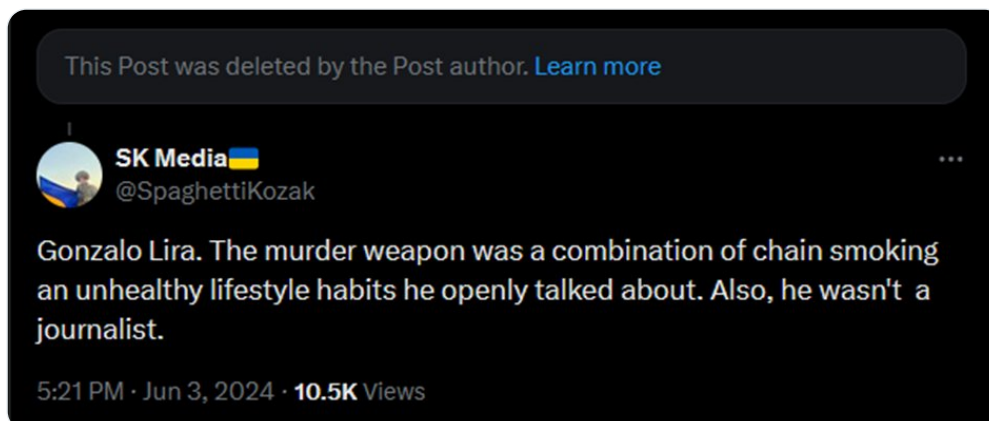 This Post was deleted by the Post author. Learn more
SK Media🇺🇦
@SpaghettiKozak
Gonzalo Lira. The murder weapon was a combination of chain smoking
an unhealthy lifestyle habits he openly talked about. Also, he wasn't  a
journalist.
5:21 PM · Jun 3, 2024 · 10.5K Views